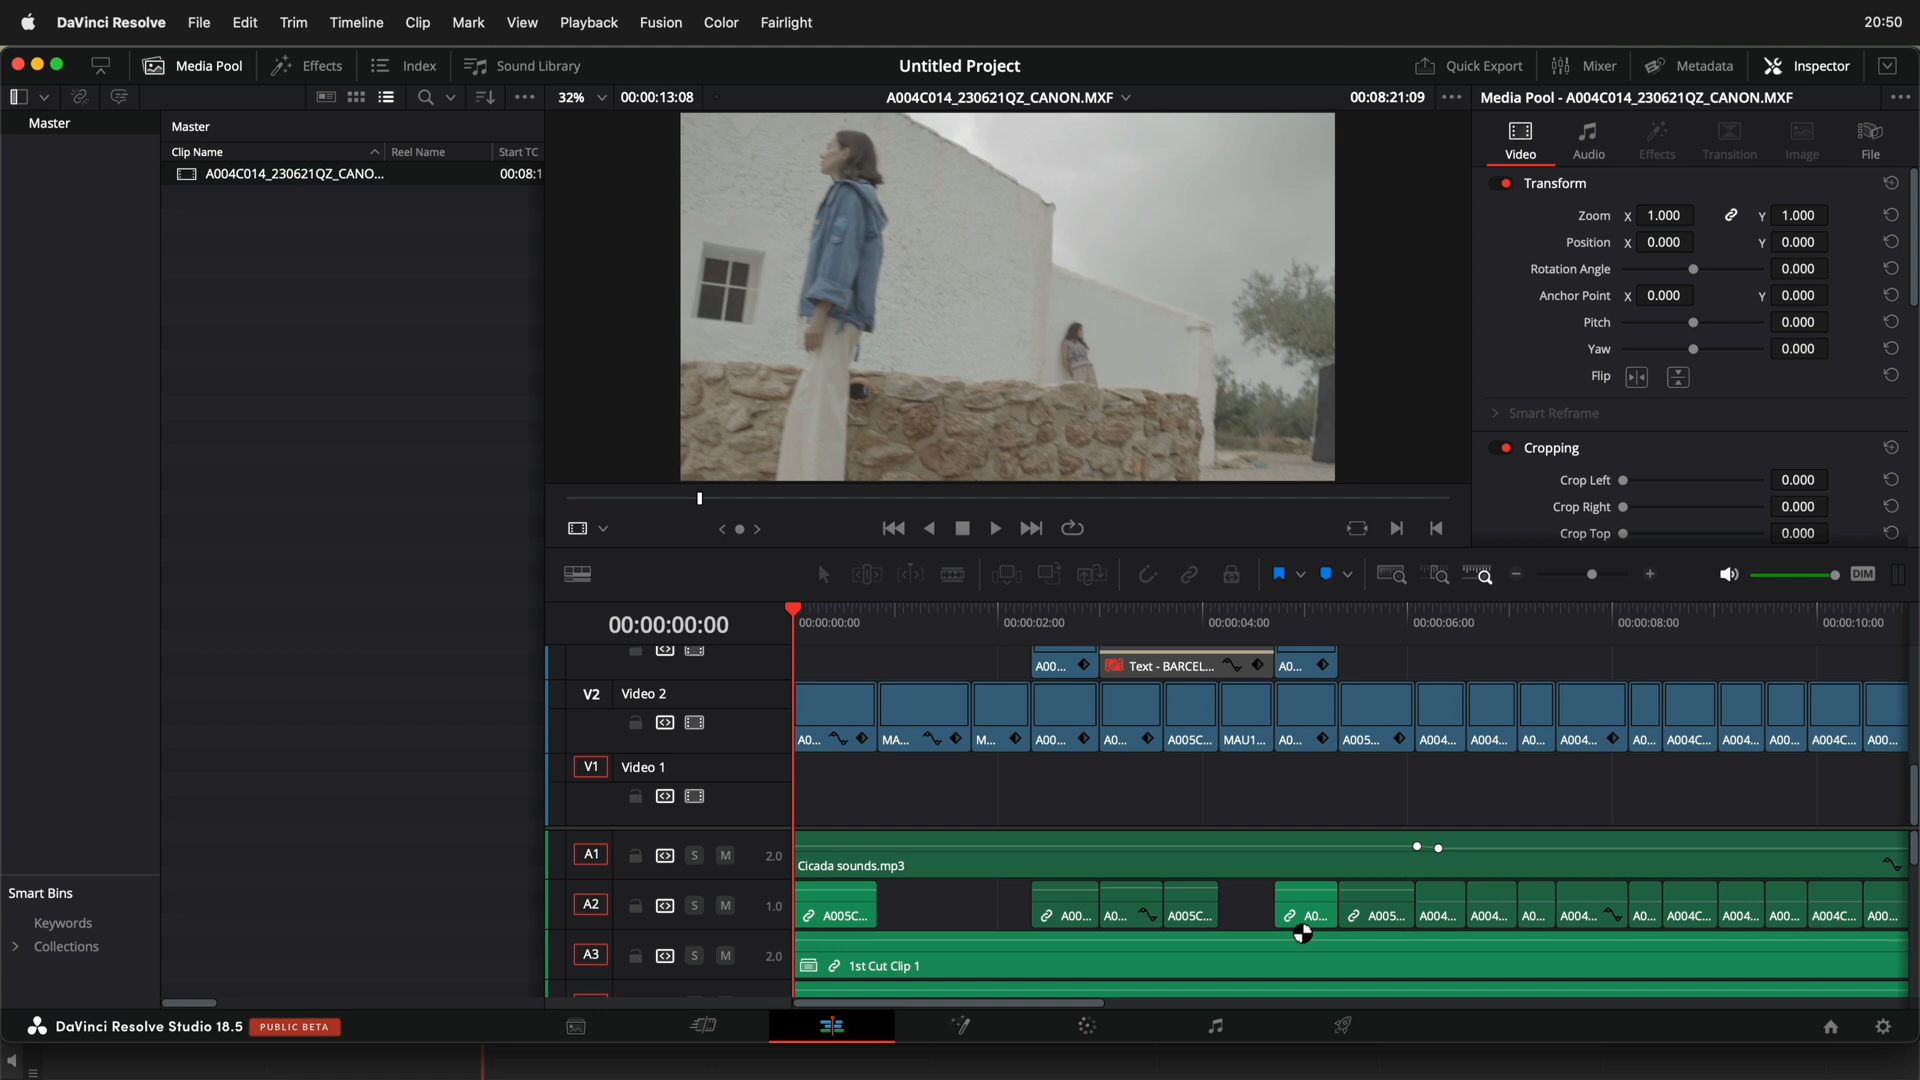 DaVinci Resolve File Edit Trim Timeline Clip Mark View Playback Fusion Color Fairlight 20:50
Media Pool Effects Index Sound Library Untitled Project Quick Export Mixer Metadata Inspector
32% 00:00:13:08 A004C014_230621QZ_CANON.MXF 00:08:21:09 Media Pool - A004C014_230621QZ_CANON.MXF
Master
Master
Clip Name Reel Name Start TC
A004C014_230621QZ_CANO... 00:08:1
Video Audio Effects Transition Image File
Transform
Zoom X 1.000 Y 1.000
Position X 0.000 Y 0.000
Rotation Angle 0.000
Anchor Point X 0.000 Y 0.000
Pitch 0.000
Yaw 0.000
Flip
Smart Reframe
Cropping
Crop Left 0.000
Crop Right 0.000
Crop Top 0.000
DIM
00:00:00:00
00:00:00:00 00:00:02:00 00:00:04:00 00:00:06:00 00:00:08:00 00:00:10:00
A00... Text - BARCEL... A0...
V2 Video 2
A0... MA... M... A00... A0... A005C... MAU1... A0... A005... A004... A004... A0... A004... A0... A004C... A004... A00... A004C... A00...
V1 Video 1
A1 S M 2.0
Cicada sounds.mp3
A2 S M 1.0
A005C... A00... A0... A005C... A0... A005... A004... A004... A0... A004... A0... A004C... A004... A00... A004C... A00...
A3 S M 2.0
1st Cut Clip 1
Smart Bins
Keywords
Collections
DaVinci Resolve Studio 18.5 PUBLIC BETA